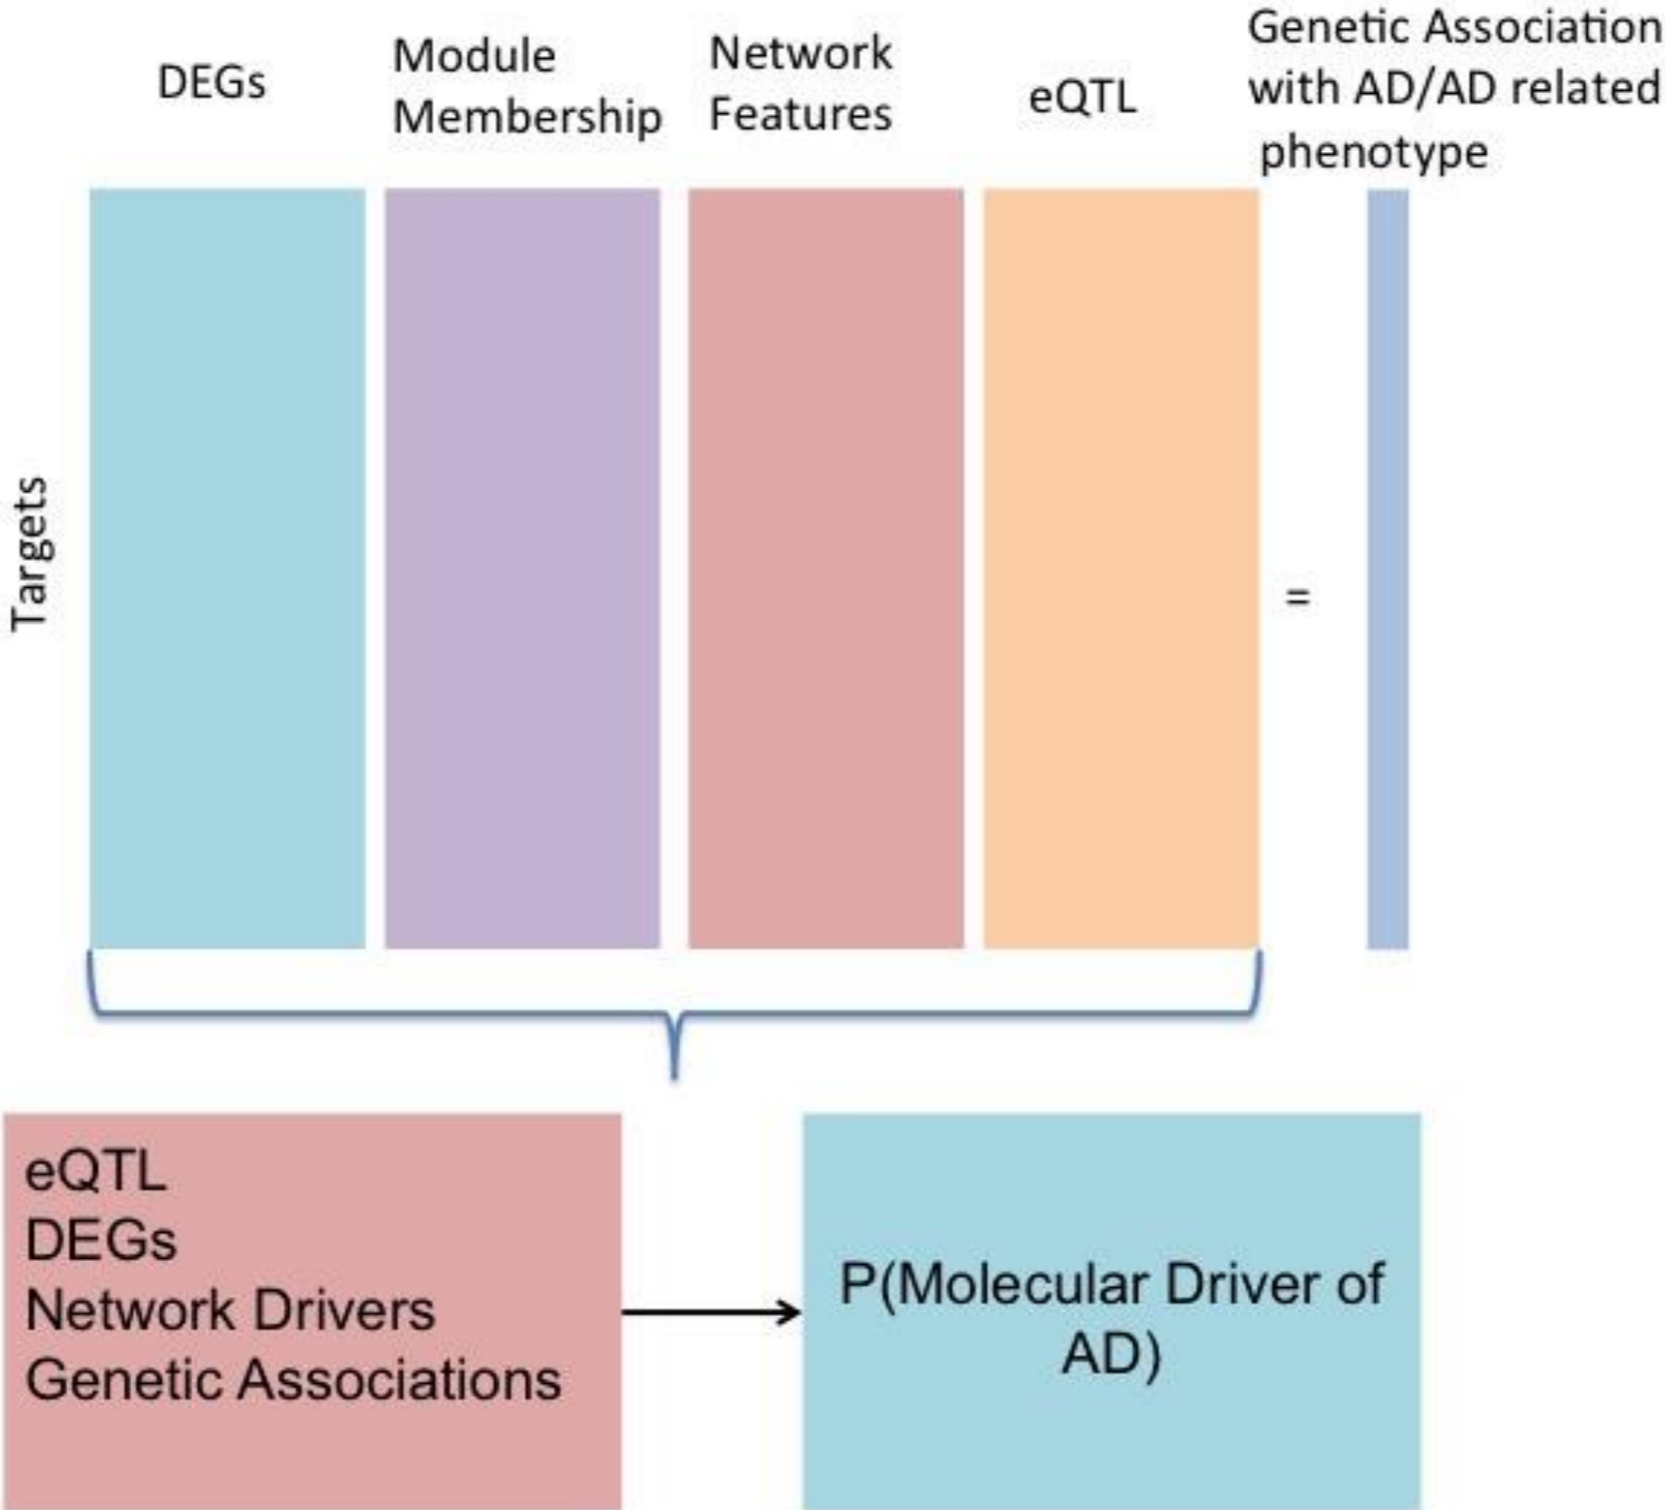 DEGs
Module
Membership
Network
Features
eQTL
Genetic Association
with AD/AD related
phenotype
Targets
=
eQTL
DEGs
Network Drivers
Genetic Associations
P(Molecular Driver of
AD)